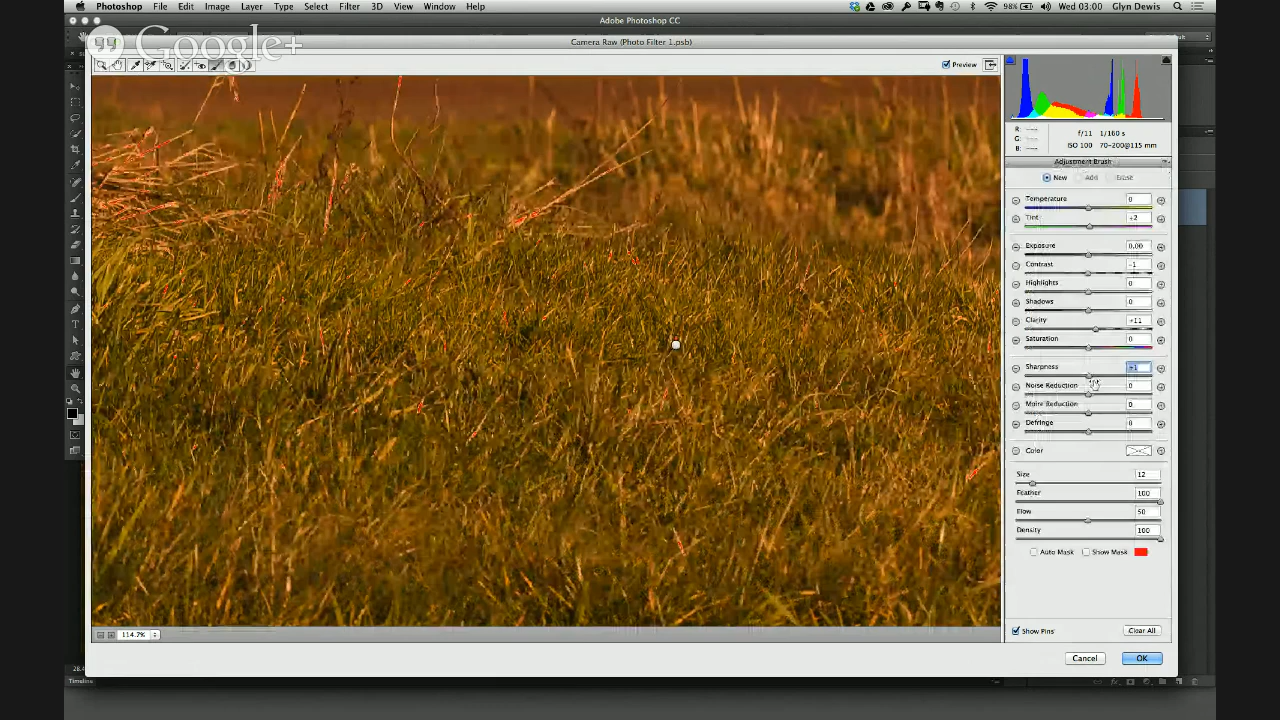 Photoshop File Edit Image Layer Type Select Filter 3D View Window Help
98% Wed 03:00 Glyn Dewis
Adobe Photoshop CC
Google+
Camera Raw (Photo Filter 1.psb)
Preview
R: ---
G: ---
B: ---
f/11 1/160 s
ISO 100 70-200@115 mm
Adjustment Brush
New Add Erase
Temperature 0
Tint +2
Exposure 0.00
Contrast -1
Highlights 0
Shadows 0
Clarity +11
Saturation 0
Sharpness +1
Noise Reduction 0
Moire Reduction 0
Defringe 0
Color
Size 12
Feather 100
Flow 50
Density 100
Auto Mask Show Mask
114.7%
Show Pins Clear All
Cancel OK
Timeline